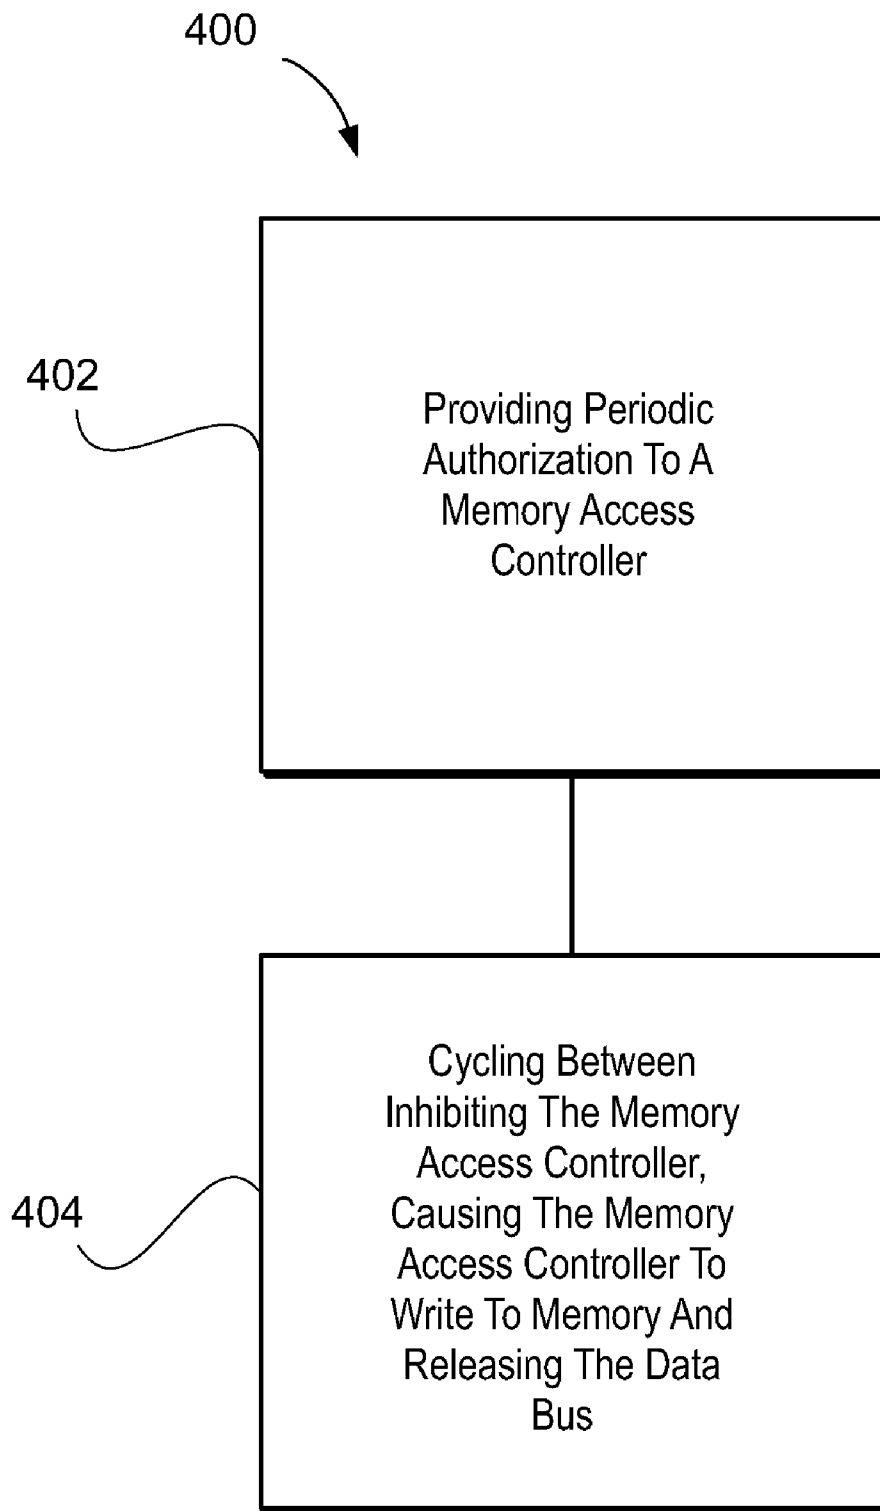 400
402
Providing Periodic
Authorization To A
Memory Access
Controller
404
Cycling Between
Inhibiting The Memory
Access Controller,
Causing The Memory
Access Controller To
Write To Memory And
Releasing The Data
Bus